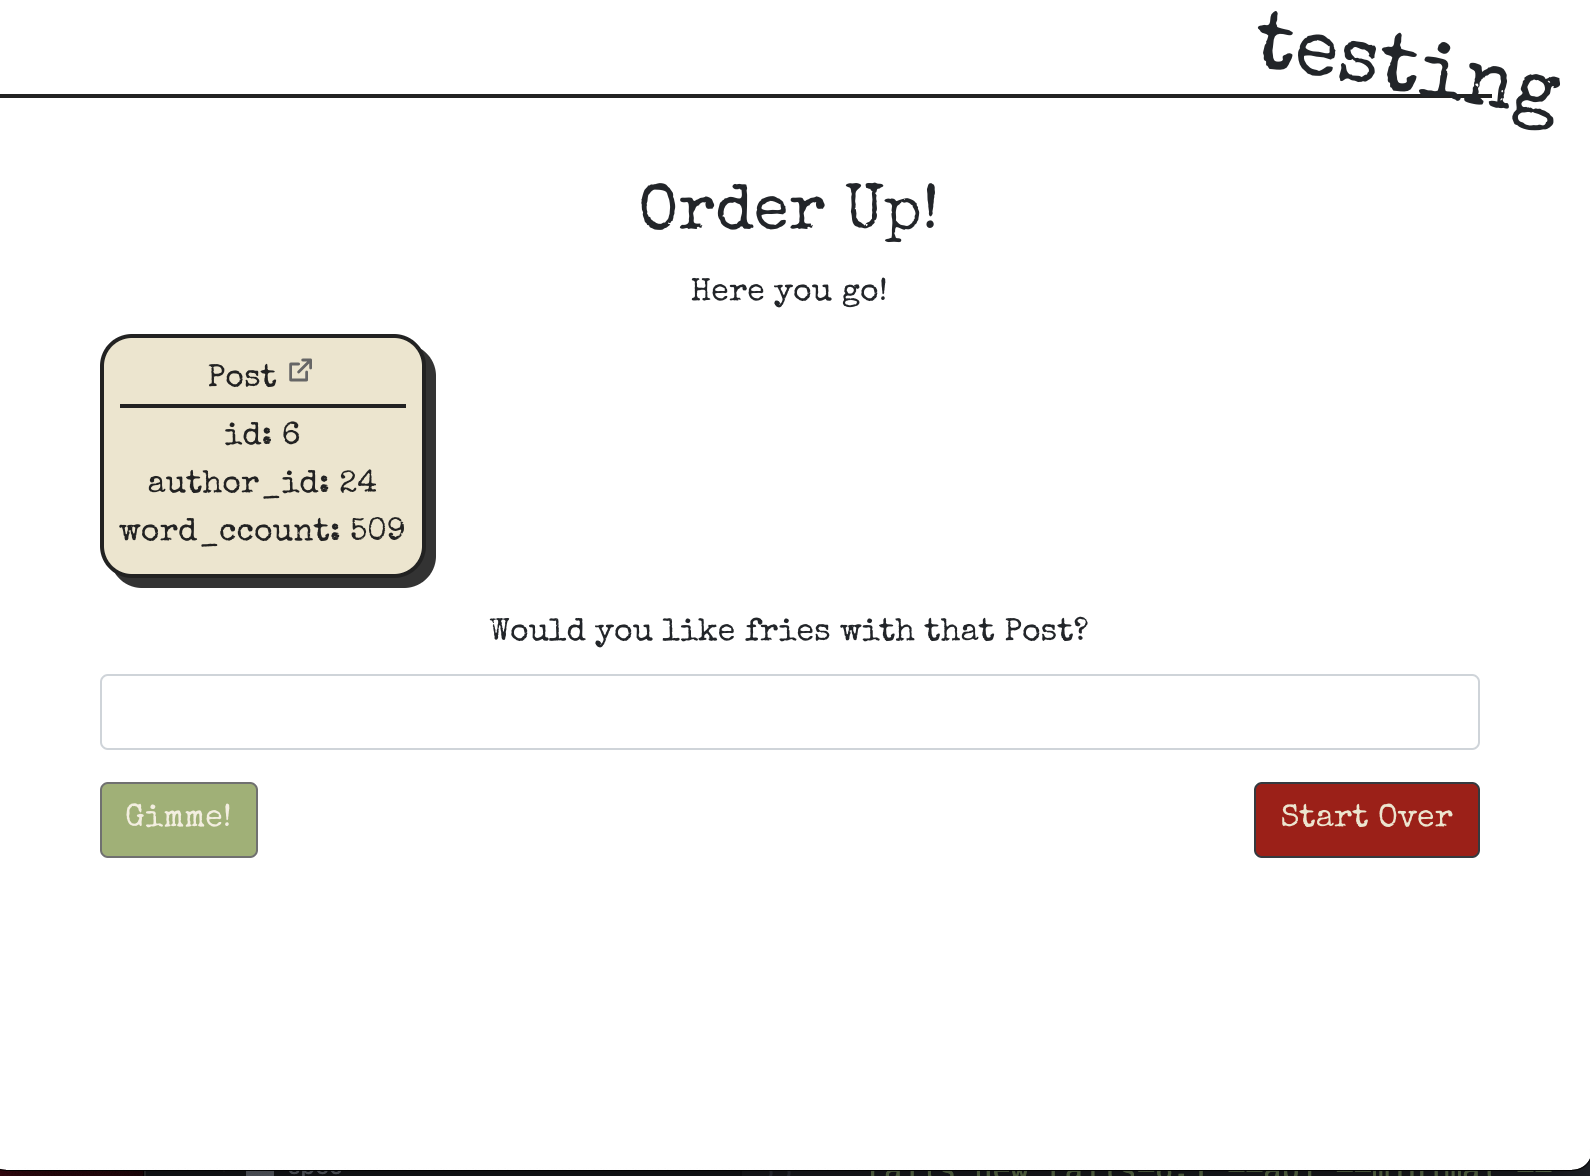 testing
Order Up!
Here you go!
Post
id: 6
author_id: 24
word_ccount: 509
Would you like fries with that Post?
Gimme!
Start Over